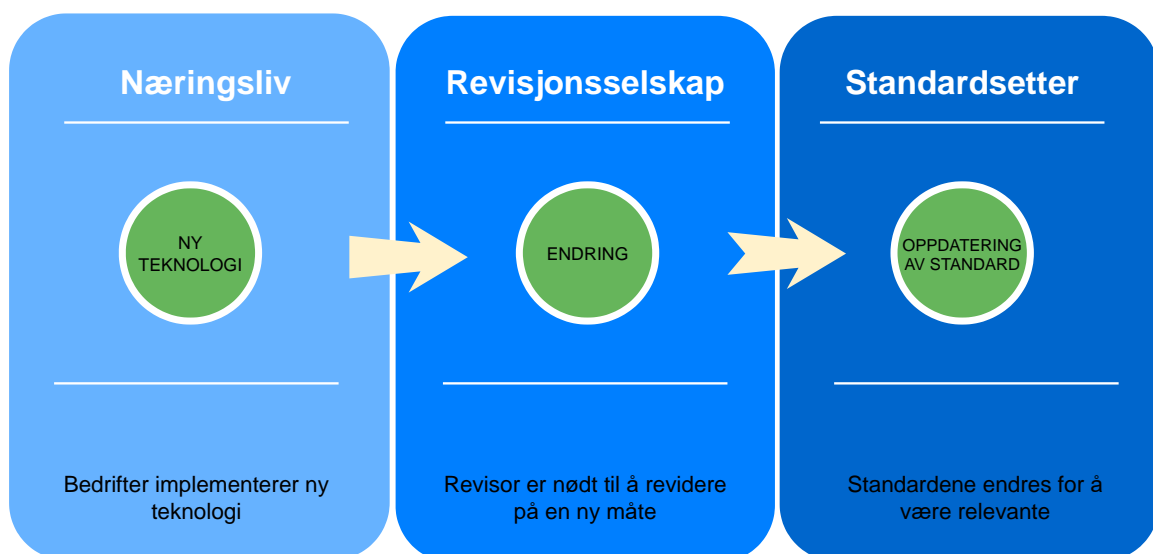 Næringsliv
NY
TEKNOLOGI
Bedrifter implementerer ny
teknologi
Revisjonsselskap
ENDRING
Revisor er nødt til å revidere
på en ny måte
Standardsetter
OPPDATERING
AV STANDARD
Standardene endres for å
være relevante